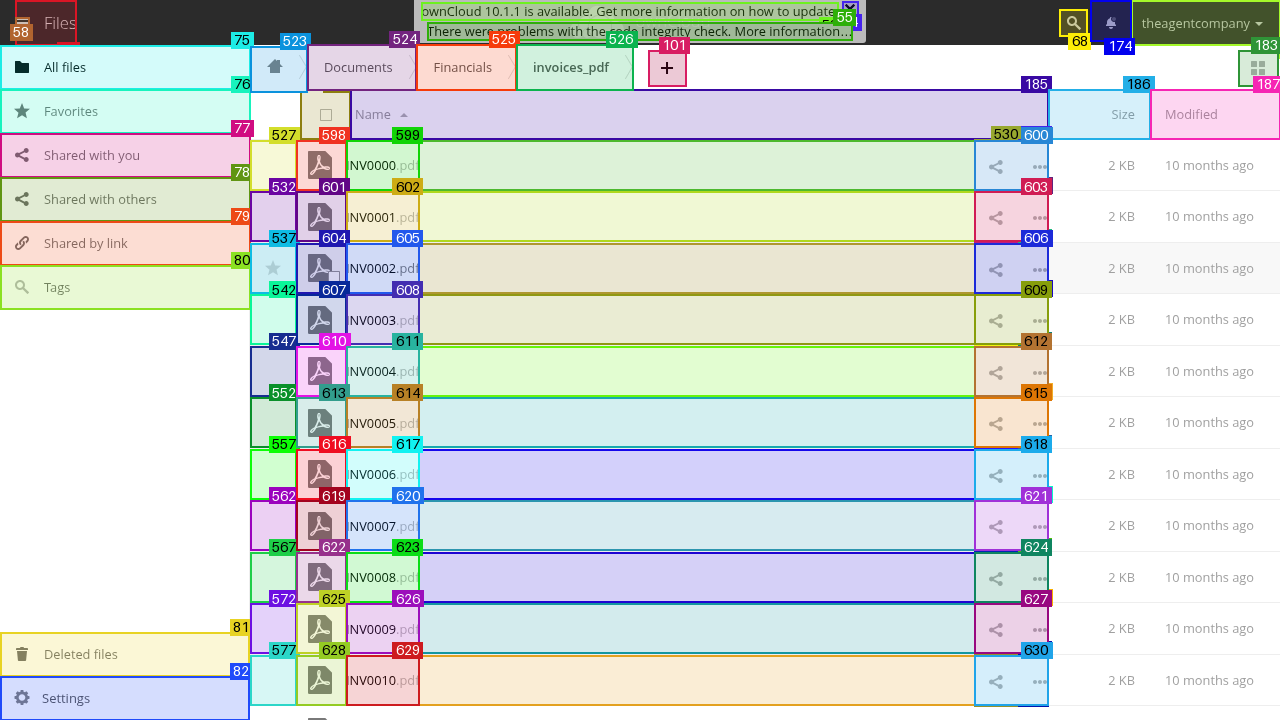 Files
58
ownCloud 10.1.1 is available. Get more information on how to update
55
There were problems with the code integrity check. More information...
68
174
theagentcompany
All files
75
Favorites
76
Shared with you
77
Shared with others
78
Shared by link
79
Tags
80
Deleted files
81
Settings
82
523
Documents
524
Financials
525
invoices_pdf
526
+
101
183
Name
185
Size
186
Modified
187
527 598 599 530 600
INV0000.pdf 2 KB 10 months ago
532 601 602 603
INV0001.pdf 2 KB 10 months ago
537 604 605 606
INV0002.pdf 2 KB 10 months ago
542 607 608 609
INV0003.pdf 2 KB 10 months ago
547 610 611 612
INV0004.pdf 2 KB 10 months ago
552 613 614 615
INV0005.pdf 2 KB 10 months ago
557 616 617 618
INV0006.pdf 2 KB 10 months ago
562 619 620 621
INV0007.pdf 2 KB 10 months ago
567 622 623 624
INV0008.pdf 2 KB 10 months ago
572 625 626 627
INV0009.pdf 2 KB 10 months ago
577 628 629 630
INV0010.pdf 2 KB 10 months ago